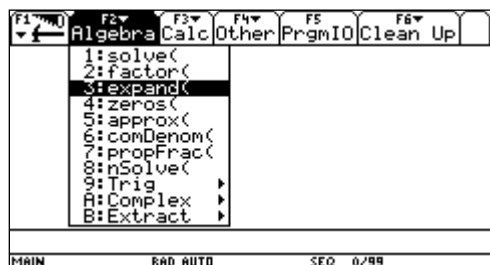 F1 F2 F3 F4 F5 F6
Algebra Calc Other PrgmIO Clean Up
1:solve(
2:factor(
3:expand(
4:zeros(
5:approx(
6:comDenom(
7:propFrac(
8:nSolve(
9:Trig
A:Complex
B:Extract
MAIN RAD AUTO SEQ 0/99